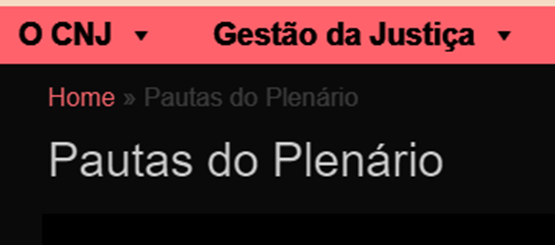 O CNJ ▼ Gestão da Justiça ▼
Home » Pautas do Plenário
Pautas do Plenário